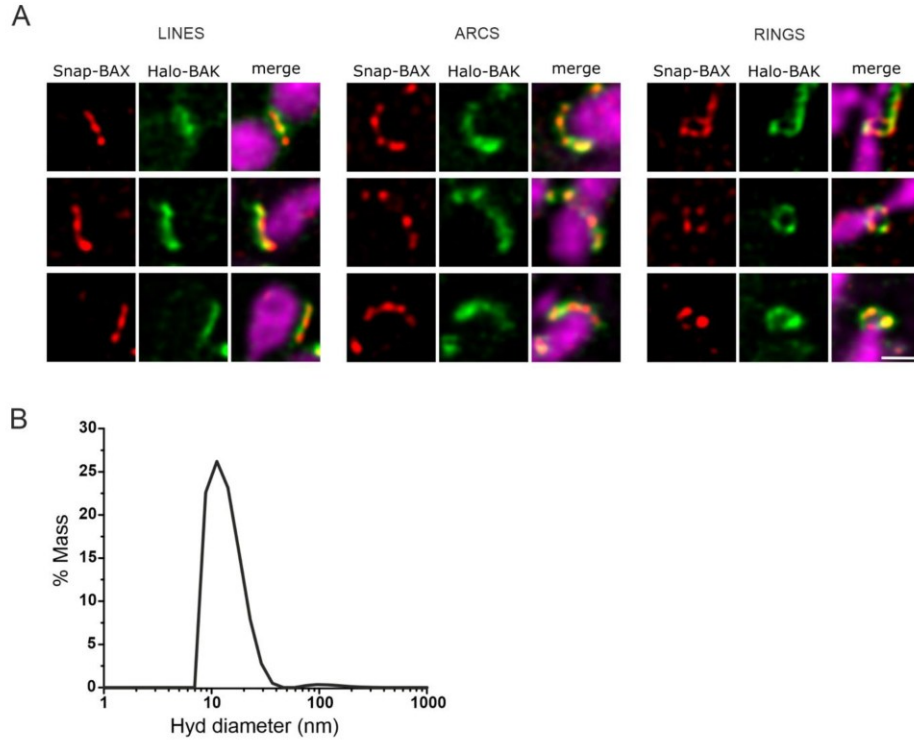 A
LINES ARCS RINGS
Snap-BAX Halo-BAK merge Snap-BAX Halo-BAK merge Snap-BAX Halo-BAK merge
B
30
25
20
15
10
5
0
% Mass
1 10 100 1000
Hyd diameter (nm)